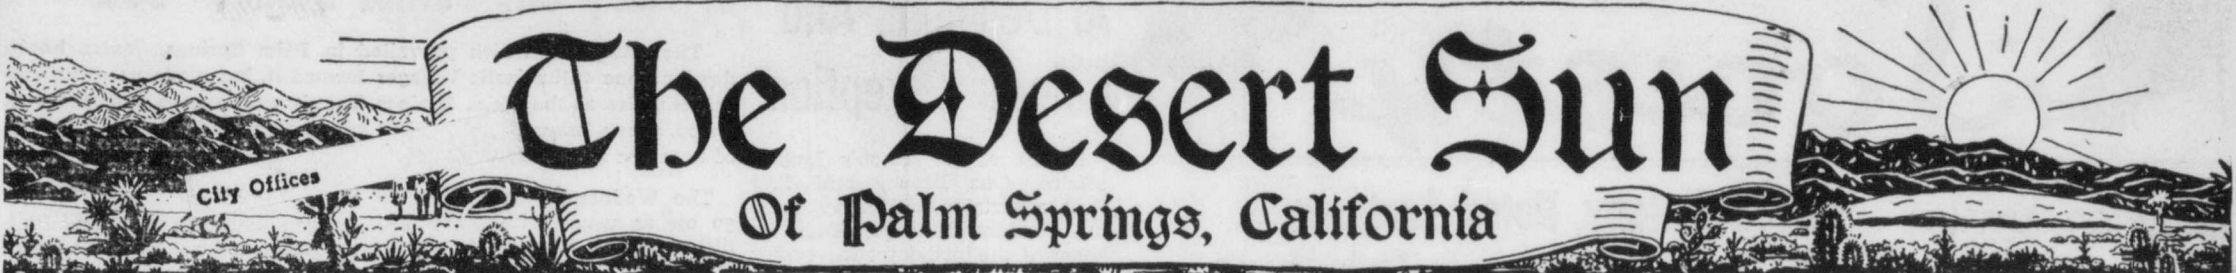 The Desert Sun
City Offices
Of Palm Springs, California